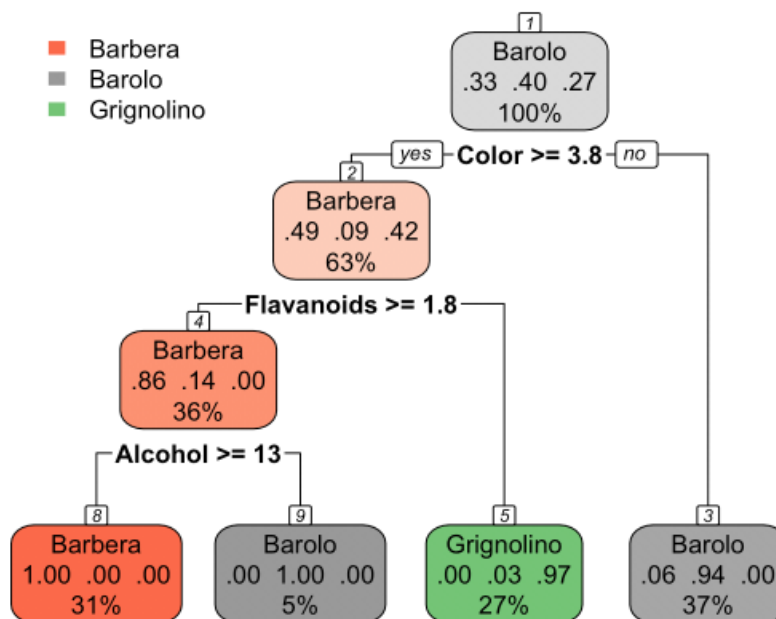 Barbera
Barolo
Grignolino
1
Barolo
.33 .40 .27
100%
yes Color >= 3.8 no
2
Barbera
.49 .09 .42
63%
Flavanoids >= 1.8
4
Barbera
.86 .14 .00
36%
Alcohol >= 13
8
Barbera
1.00 .00 .00
31%
9
Barolo
.00 1.00 .00
5%
5
Grignolino
.00 .03 .97
27%
3
Barolo
.06 .94 .00
37%